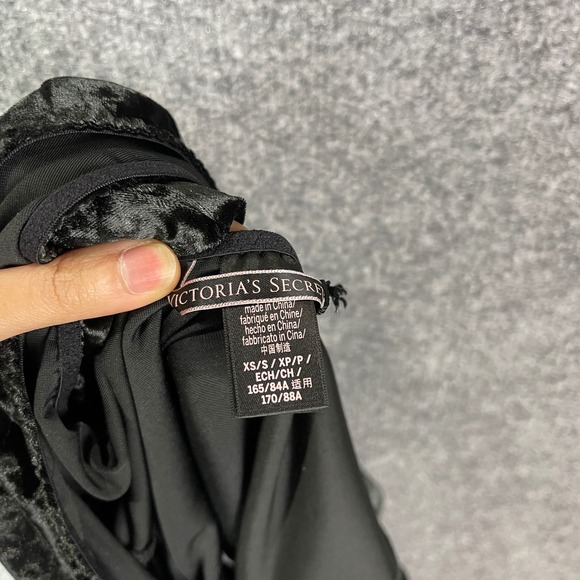 VICTORIA'S SECRE
made in China/
fabriqué en Chine/
hecho en China/
fabbricato in Cina/
中国制造
XS/S / XP/P /
ECH/CH /
165/84A 适用
170/88A